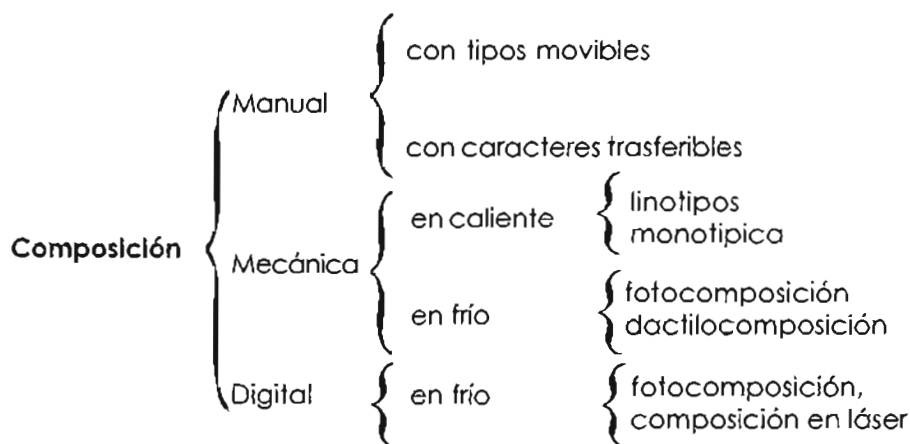 con tipos movibles
Manual
con caracteres trasferibles
en caliente
linotipos
monotipica
Composición
Mecánica
en frío
fotocomposición
dactilocomposición
Digital
en frío
fotocomposición,
composición en láser